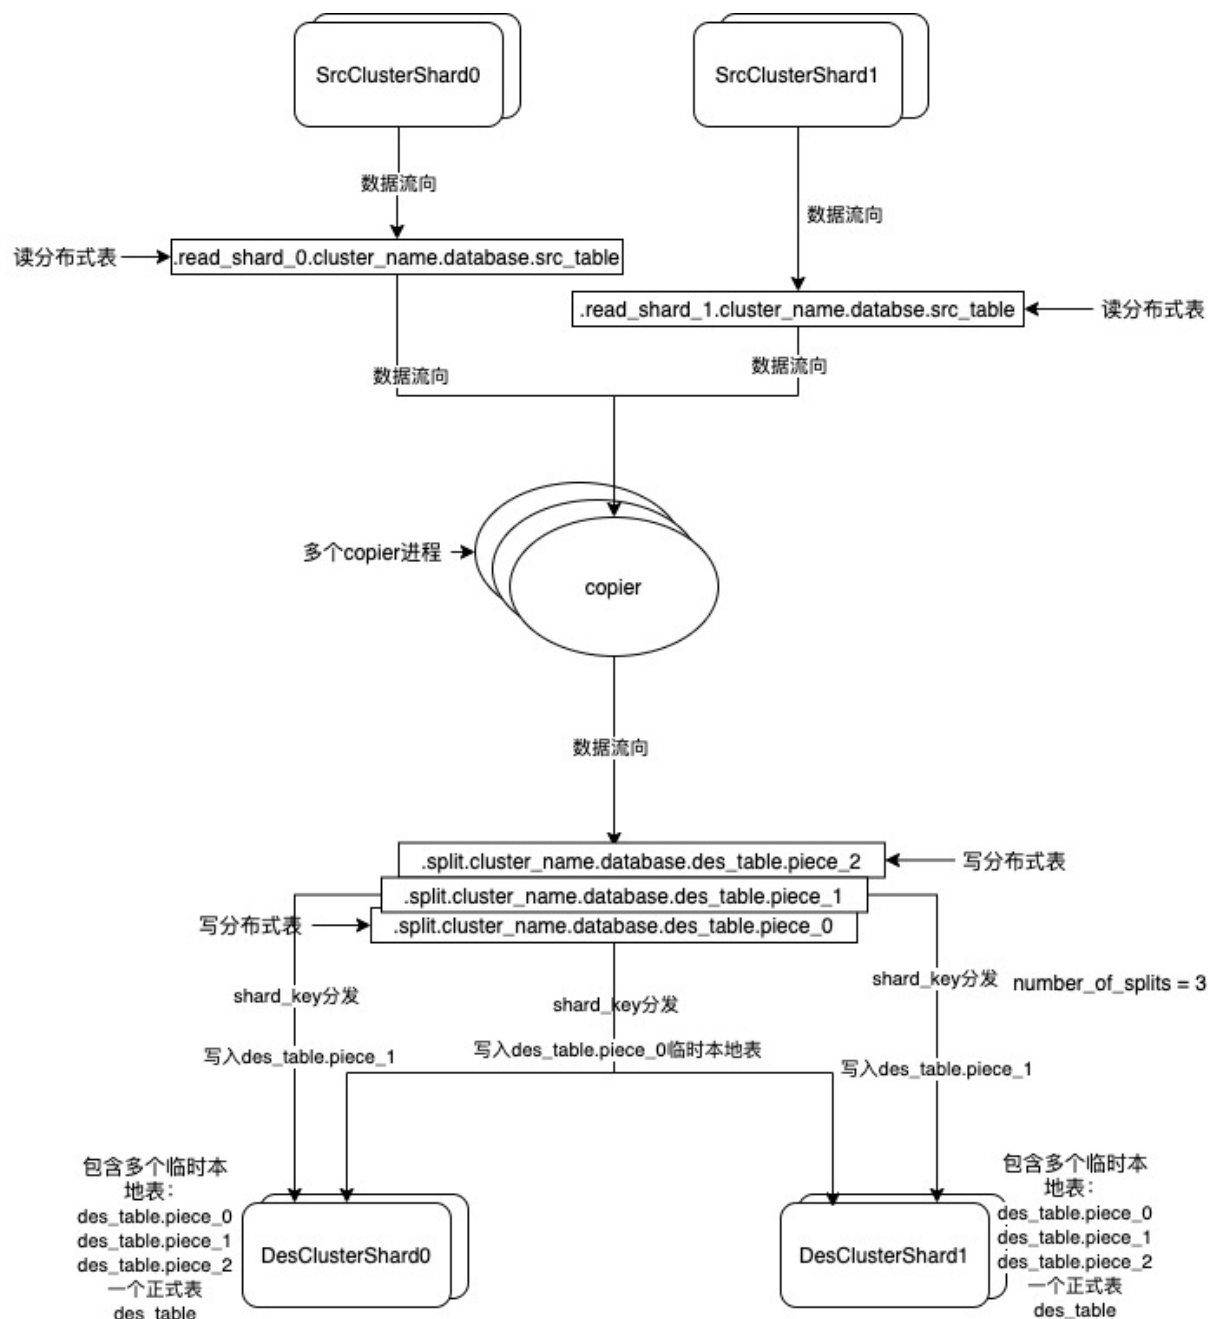 SrcClusterShard0
SrcClusterShard1
数据流向
数据流向
读分布式表
.read_shard_0.cluster_name.database.src_table
.read_shard_1.cluster_name.databse.src_table
读分布式表
数据流向
数据流向
多个copier进程
copier
数据流向
.split.cluster_name.database.des_table.piece_2
写分布式表
.split.cluster_name.database.des_table.piece_1
写分布式表
.split.cluster_name.database.des_table.piece_0
shard_key分发
shard_key分发
shard_key分发
number_of_splits = 3
写入des_table.piece_1
写入des_table.piece_0临时本地表
写入des_table.piece_1
包含多个临时本
地表：
des_table.piece_0
des_table.piece_1
des_table.piece_2
一个正式表
des_table
DesClusterShard0
DesClusterShard1
包含多个临时本
地表：
des_table.piece_0
des_table.piece_1
des_table.piece_2
一个正式表
des_table